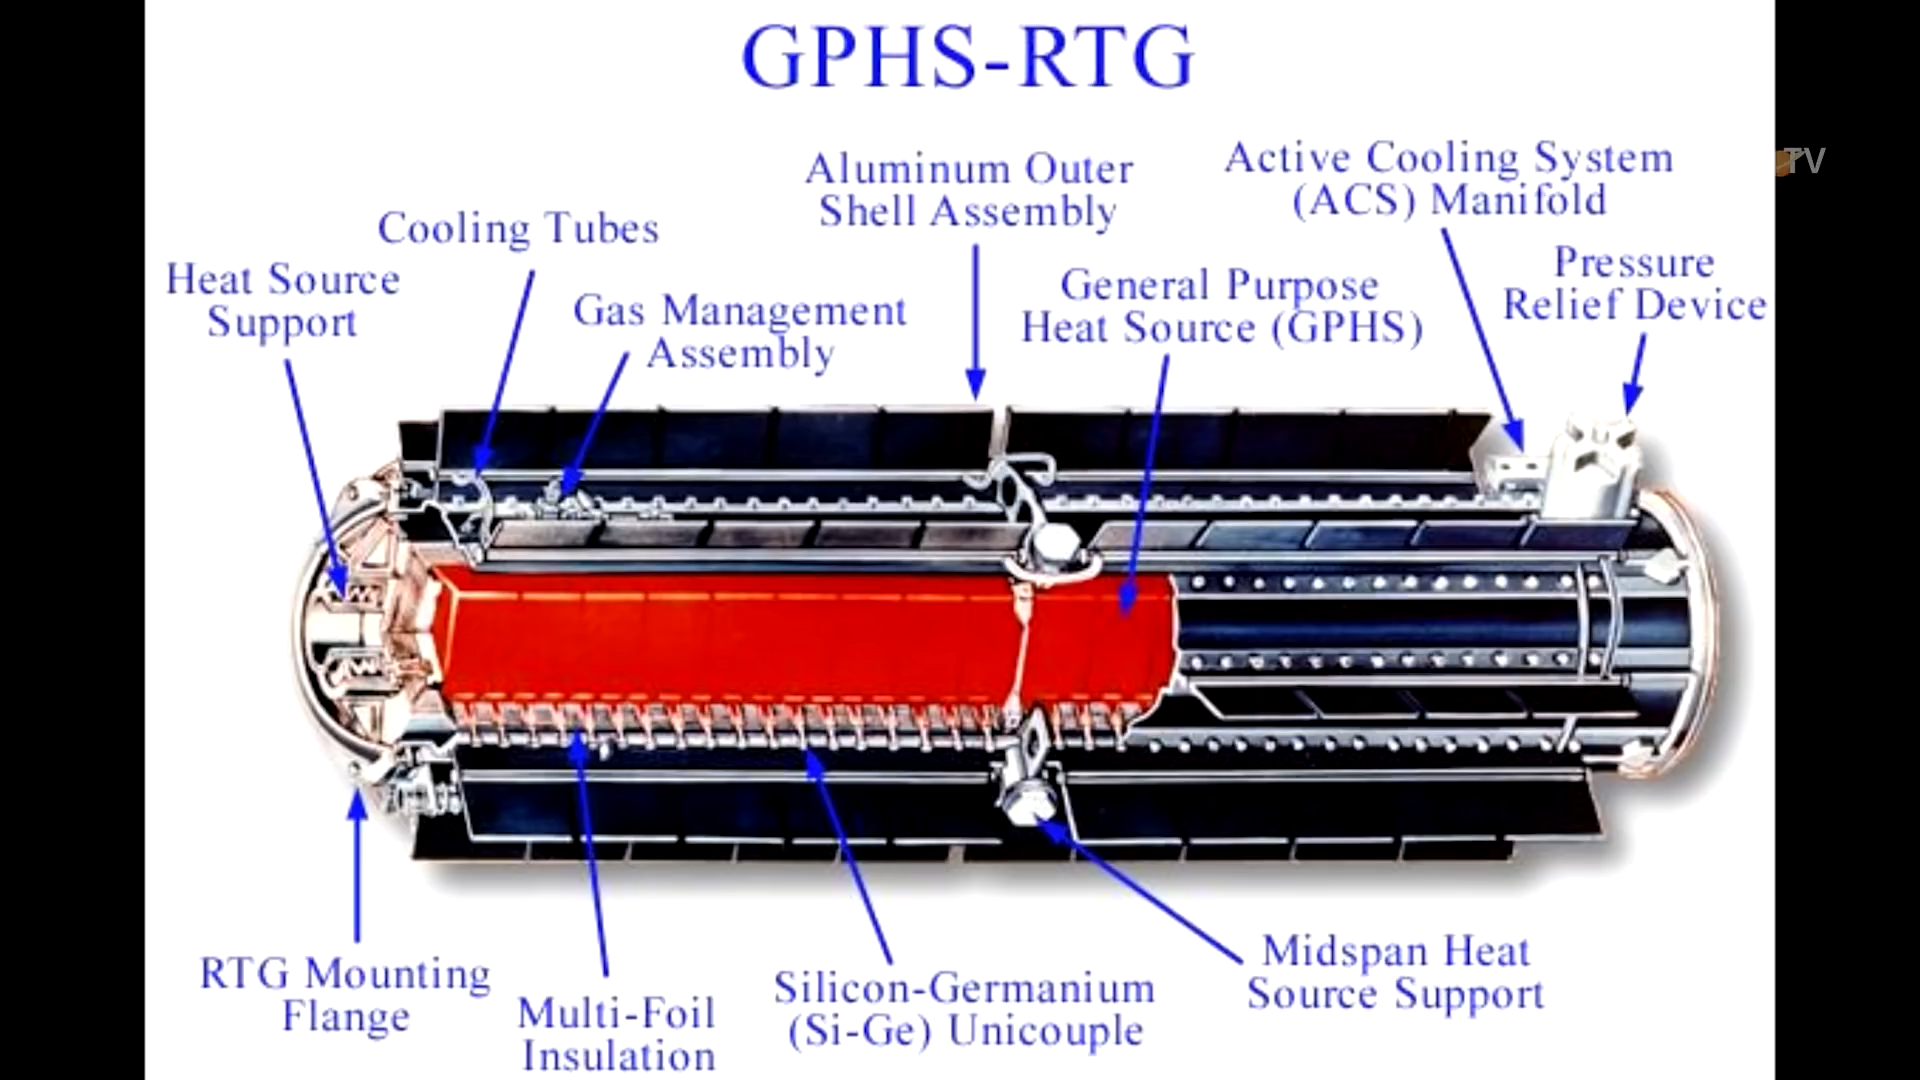 GPHS-RTG
Aluminum Outer
Shell Assembly
Active Cooling System
(ACS) Manifold
TV
Cooling Tubes
Heat Source
Support
Gas Management
Assembly
General Purpose
Heat Source (GPHS)
Pressure
Relief Device
RTG Mounting
Flange
Multi-Foil
Insulation
Silicon-Germanium
(Si-Ge) Unicouple
Midspan Heat
Source Support